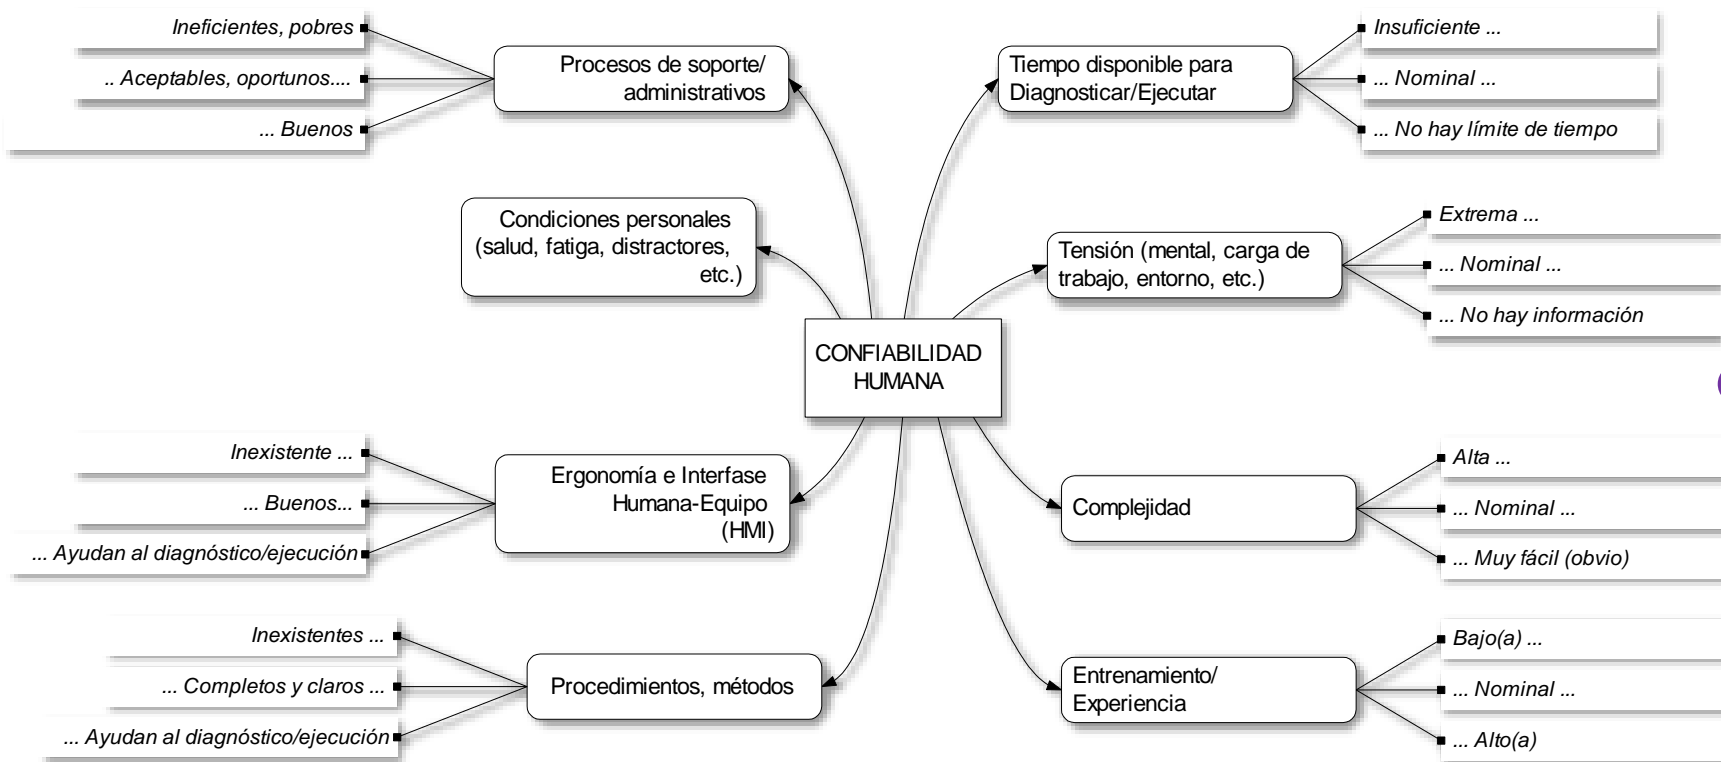 Ineficientes, pobres
.. Aceptables, oportunos....
... Buenos
Procesos de soporte/
administrativos
Tiempo disponible para
Diagnosticar/Ejecutar
Insuficiente ...
... Nominal ...
... No hay límite de tiempo
Condiciones personales
(salud, fatiga, distractores,
etc.)
Tensión (mental, carga de
trabajo, entorno, etc.)
Extrema ...
... Nominal ...
... No hay información
CONFIABILIDAD
HUMANA
Inexistente ...
... Buenos...
... Ayudan al diagnóstico/ejecución
Ergonomía e Interfase
Humana-Equipo
(HMI)
Complejidad
Alta ...
... Nominal ...
... Muy fácil (obvio)
Inexistentes ...
... Completos y claros ...
... Ayudan al diagnóstico/ejecución
Procedimientos, métodos
Entrenamiento/
Experiencia
Bajo(a) ...
... Nominal ...
... Alto(a)